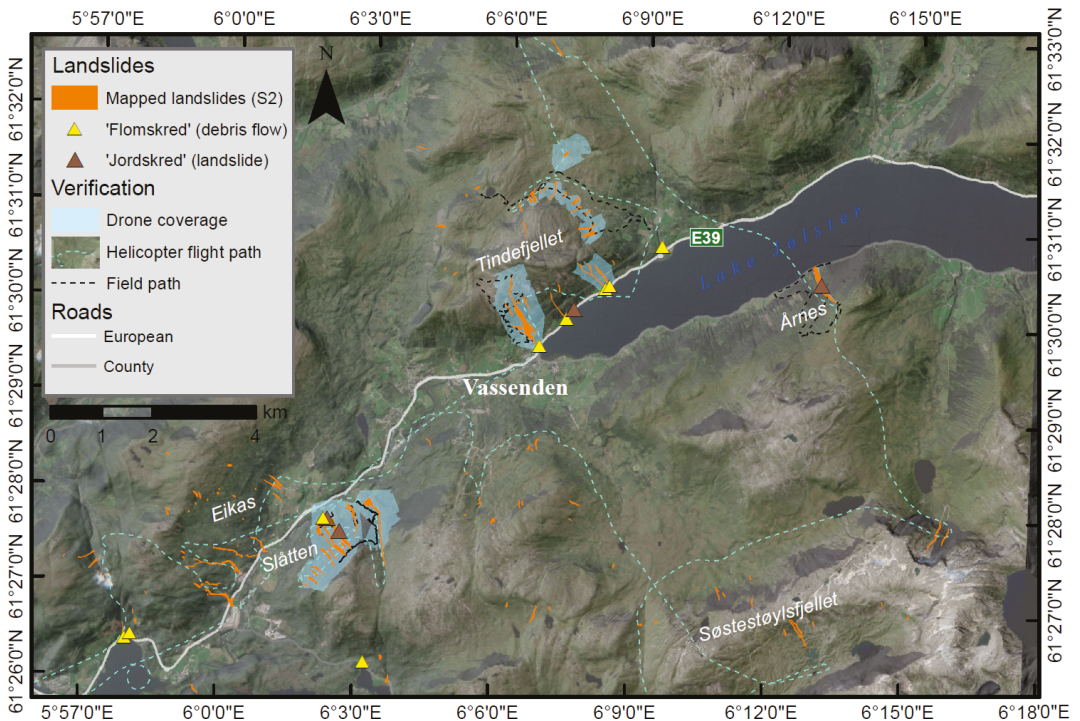 5°57'0"E 6°0'0"E 6°3'0"E 6°6'0"E 6°9'0"E 6°12'0"E 6°15'0"E
Landslides
Mapped landslides (S2)
'Flomskred' (debris flow)
'Jordskred' (landslide)
Verification
Drone coverage
Helicopter flight path
Field path
Roads
European
County
km
0 1 2 4
N
61°32'0"N
61°31'0"N
61°30'0"N
61°29'0"N
61°28'0"N
61°27'0"N
61°26'0"N
Tindefjellet
E39
Lake Jolster
Årnes
Vassenden
Eikas
Slåtten
Søstestøylsfjellet
61°33'0"N
61°32'0"N
61°31'0"N
61°30'0"N
61°29'0"N
61°28'0"N
61°27'0"N
5°57'0"E 6°0'0"E 6°3'0"E 6°6'0"E 6°9'0"E 6°12'0"E 6°15'0"E 6°18'0"E